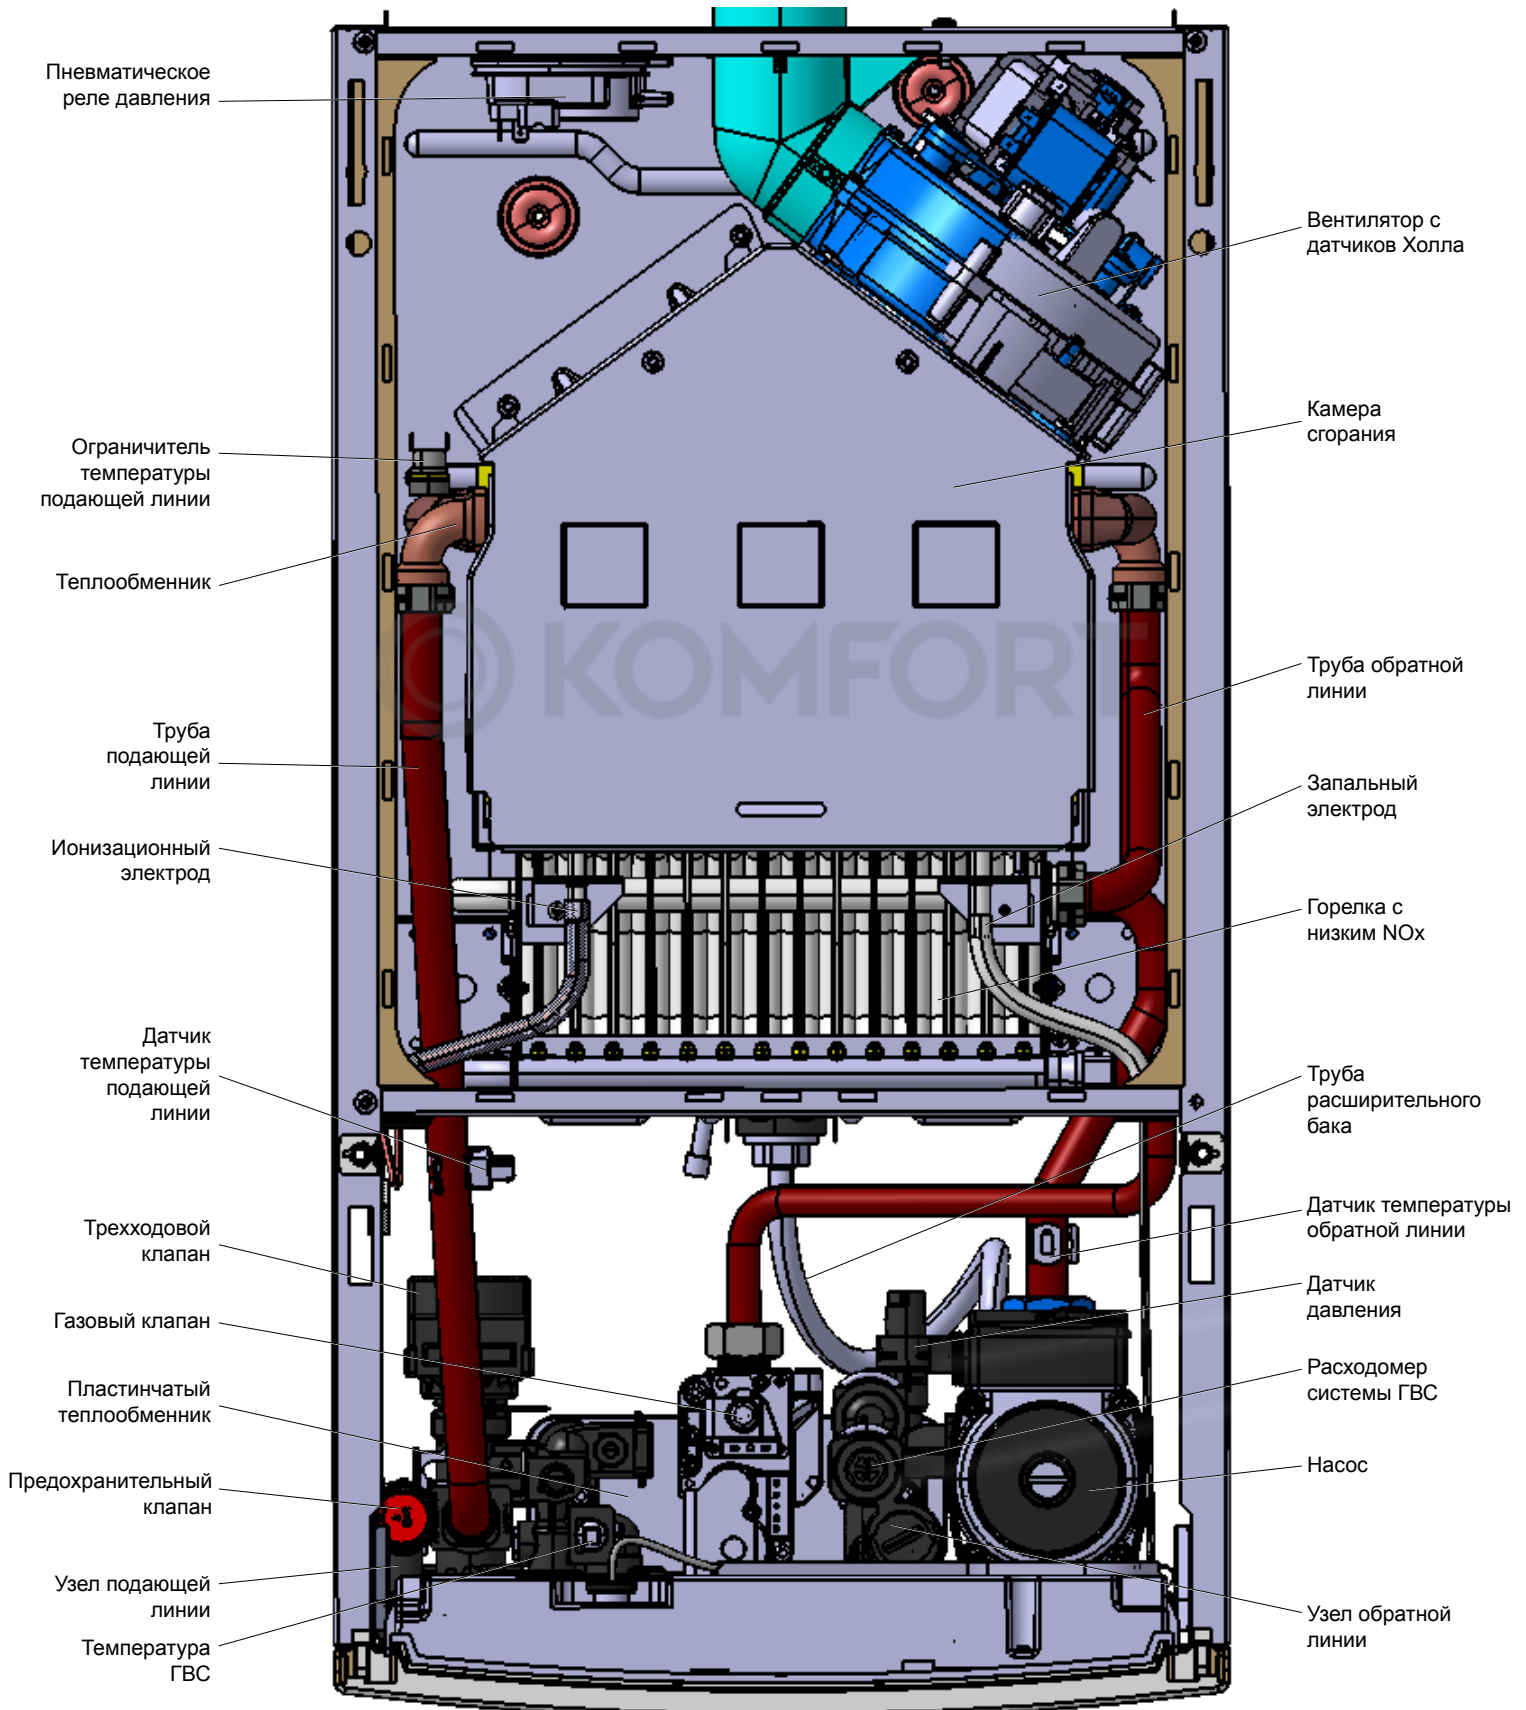 Пневматическое
реле давления
Ограничитель
температуры
подающей линии
Теплообменник
Труба
подающей
линии
Ионизационный
электрод
Датчик
температуры
подающей
линии
Трехходовой
клапан
Газовый клапан
Пластинчатый
теплообменник
Предохранительный
клапан
Узел подающей
линии
Температура
ГВС
© KOMFORT
Вентилятор с
датчиков Холла
Камера
сгорания
Труба обратной
линии
Запальный
электрод
Горелка с
низким NOx
Труба
расширительного
бака
Датчик температуры
обратной линии
Датчик
давления
Расходомер
системы ГВС
Насос
Узел обратной
линии